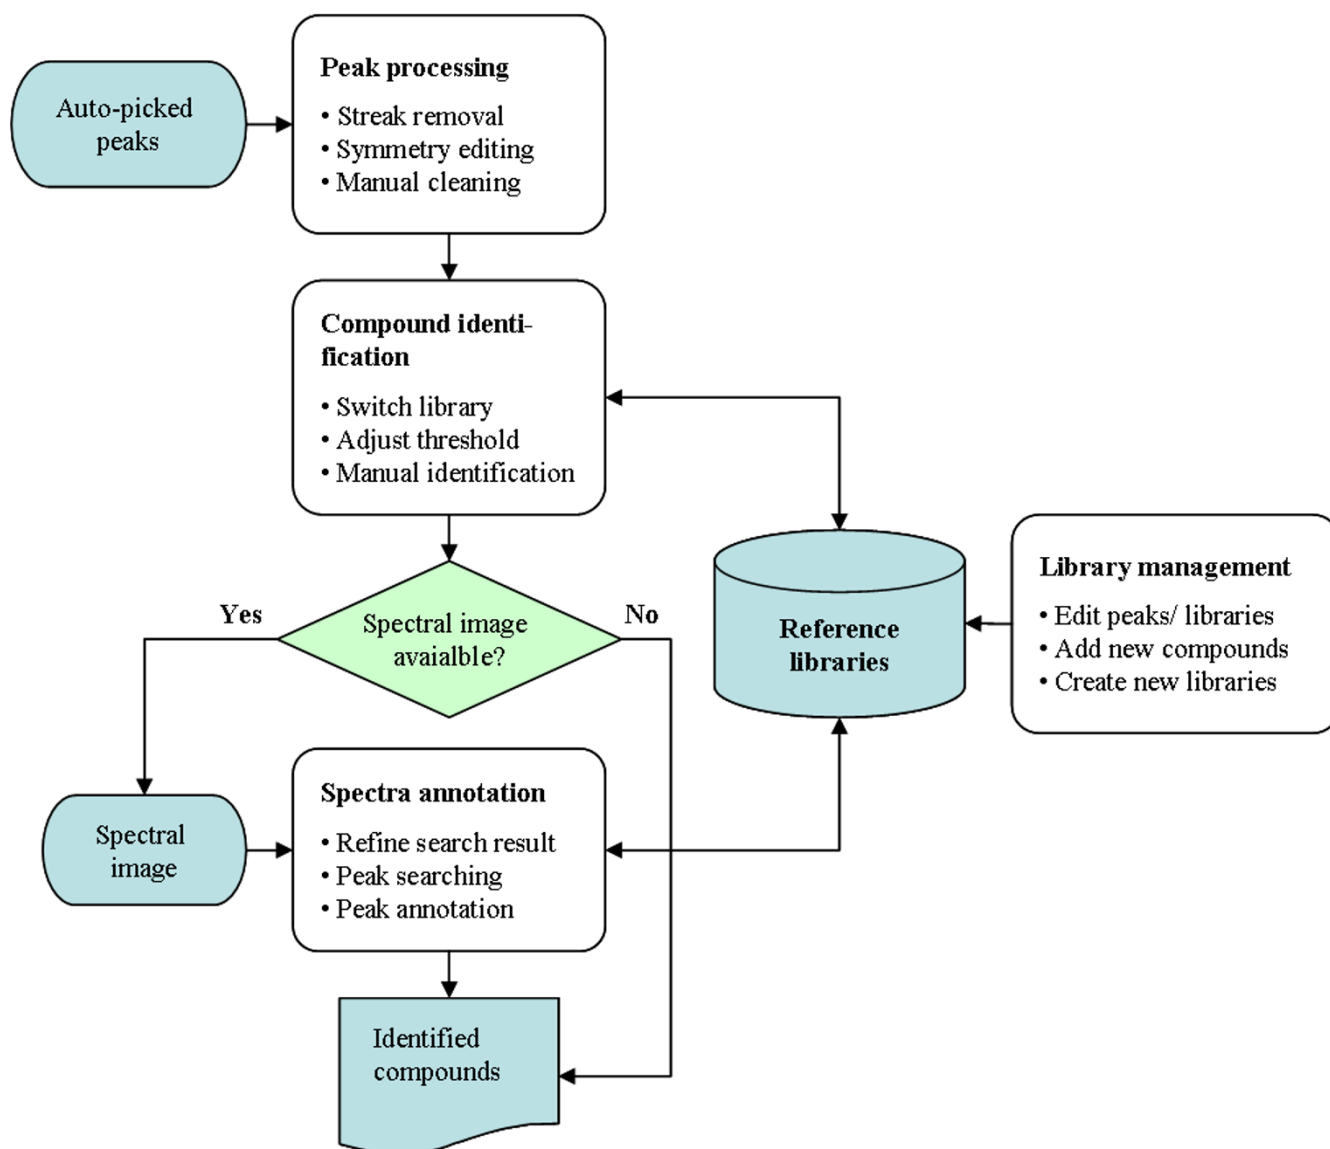 Auto-picked
peaks
Peak processing
• Streak removal
• Symmetry editing
• Manual cleaning
Compound identi-
fication
• Switch library
• Adjust threshold
• Manual identification
Yes
Spectral image
avaialble?
No
Reference
libraries
Library management
• Edit peaks/ libraries
• Add new compounds
• Create new libraries
Spectral
image
Spectra annotation
• Refine search result
• Peak searching
• Peak annotation
Identified
compounds